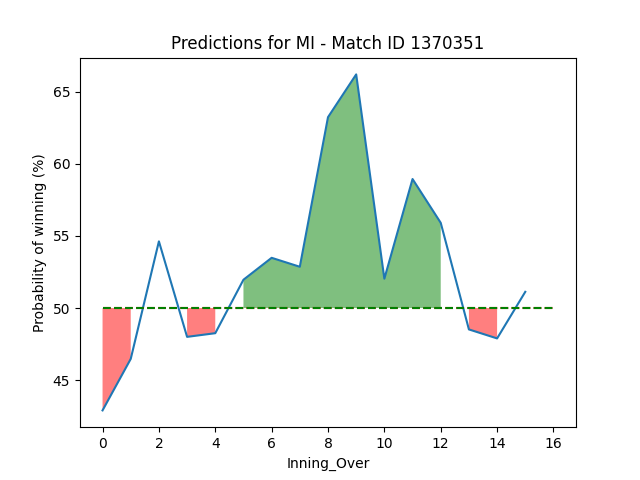 Predictions for MI - Match ID 1370351
Probability of winning (%)
65
60
55
50
45
0 2 4 6 8 10 12 14 16
Inning_Over